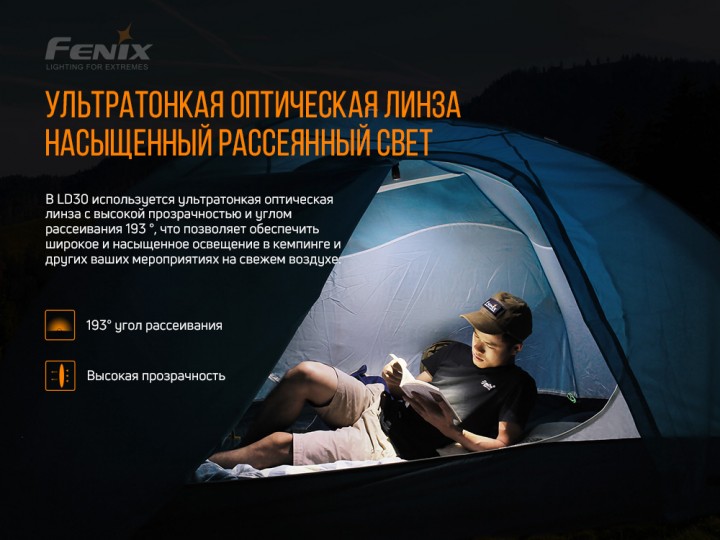 FENIX
LIGHTING FOR EXTREMES
УЛЬТРАТОНКАЯ ОПТИЧЕСКАЯ ЛИНЗА
НАСЫЩЕННЫЙ РАССЕЯННЫЙ СВЕТ
В LD30 используется ультратонкая оптическая
линза с высокой прозрачностью и углом
рассеивания 193 °, что позволяет обеспечить
широкое и насыщенное освещение в кемпинге и
других ваших мероприятиях на свежем воздухе.
193° угол рассеивания
Высокая прозрачность
Fenix
Fenix